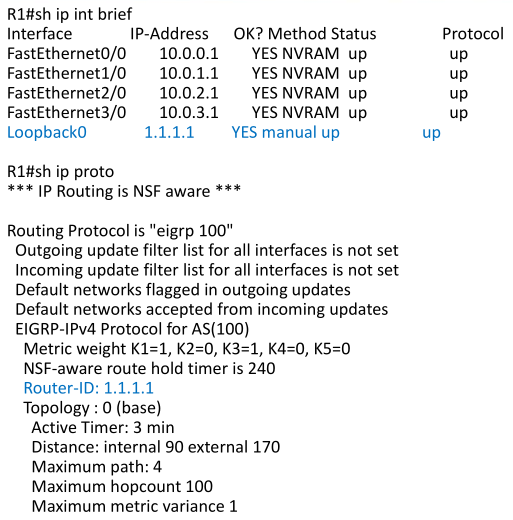 R1#sh ip int brief
Interface IP-Address OK? Method Status Protocol
FastEthernet0/0 10.0.0.1 YES NVRAM up up
FastEthernet1/0 10.0.1.1 YES NVRAM up up
FastEthernet2/0 10.0.2.1 YES NVRAM up up
FastEthernet3/0 10.0.3.1 YES NVRAM up up
Loopback0 1.1.1.1 YES manual up up
R1#sh ip proto
*** IP Routing is NSF aware ***
Routing Protocol is "eigrp 100"
Outgoing update filter list for all interfaces is not set
Incoming update filter list for all interfaces is not set
Default networks flagged in outgoing updates
Default networks accepted from incoming updates
EIGRP-IPv4 Protocol for AS(100)
Metric weight K1=1, K2=0, K3=1, K4=0, K5=0
NSF-aware route hold timer is 240
Router-ID: 1.1.1.1
Topology : 0 (base)
Active Timer: 3 min
Distance: internal 90 external 170
Maximum path: 4
Maximum hopcount 100
Maximum metric variance 1